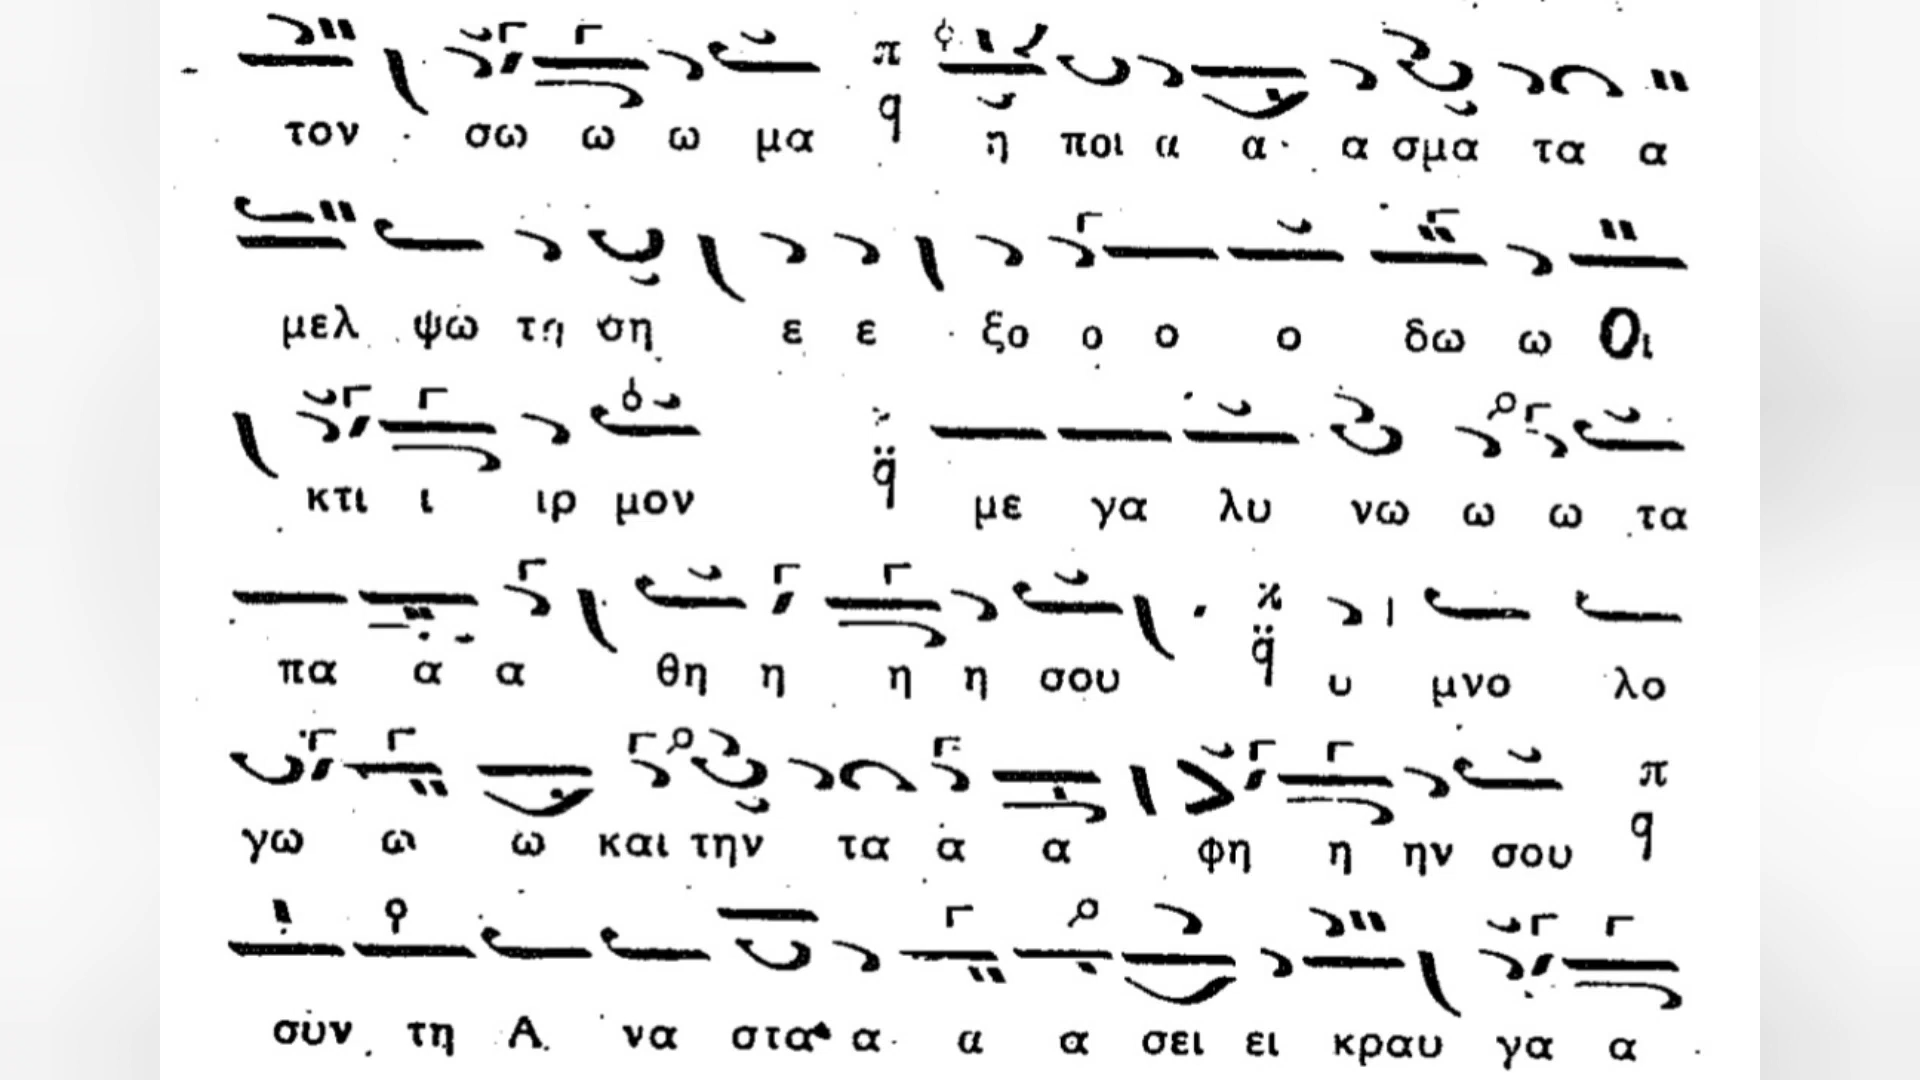 τον σω ω ω μα π q η ποι α α α σμα τα α
μελ ψω τη ση ε ε ξο ο ο ο δω ω Οι
κτι ι ιρ μον q με γα λυ νω ω ω τα
πα α α θη η η η σου q υ μνο λο
γω ω ω και την τα α α φη η ην σου π q
συν τη Α να στα α α α σει ει κραυ γα α